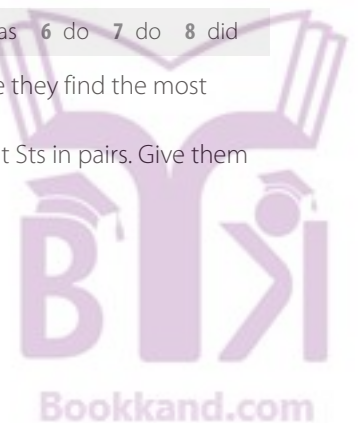 as 6 do 7 do 8 did
e they find the most
t Sts in pairs. Give them
Bookkand.com